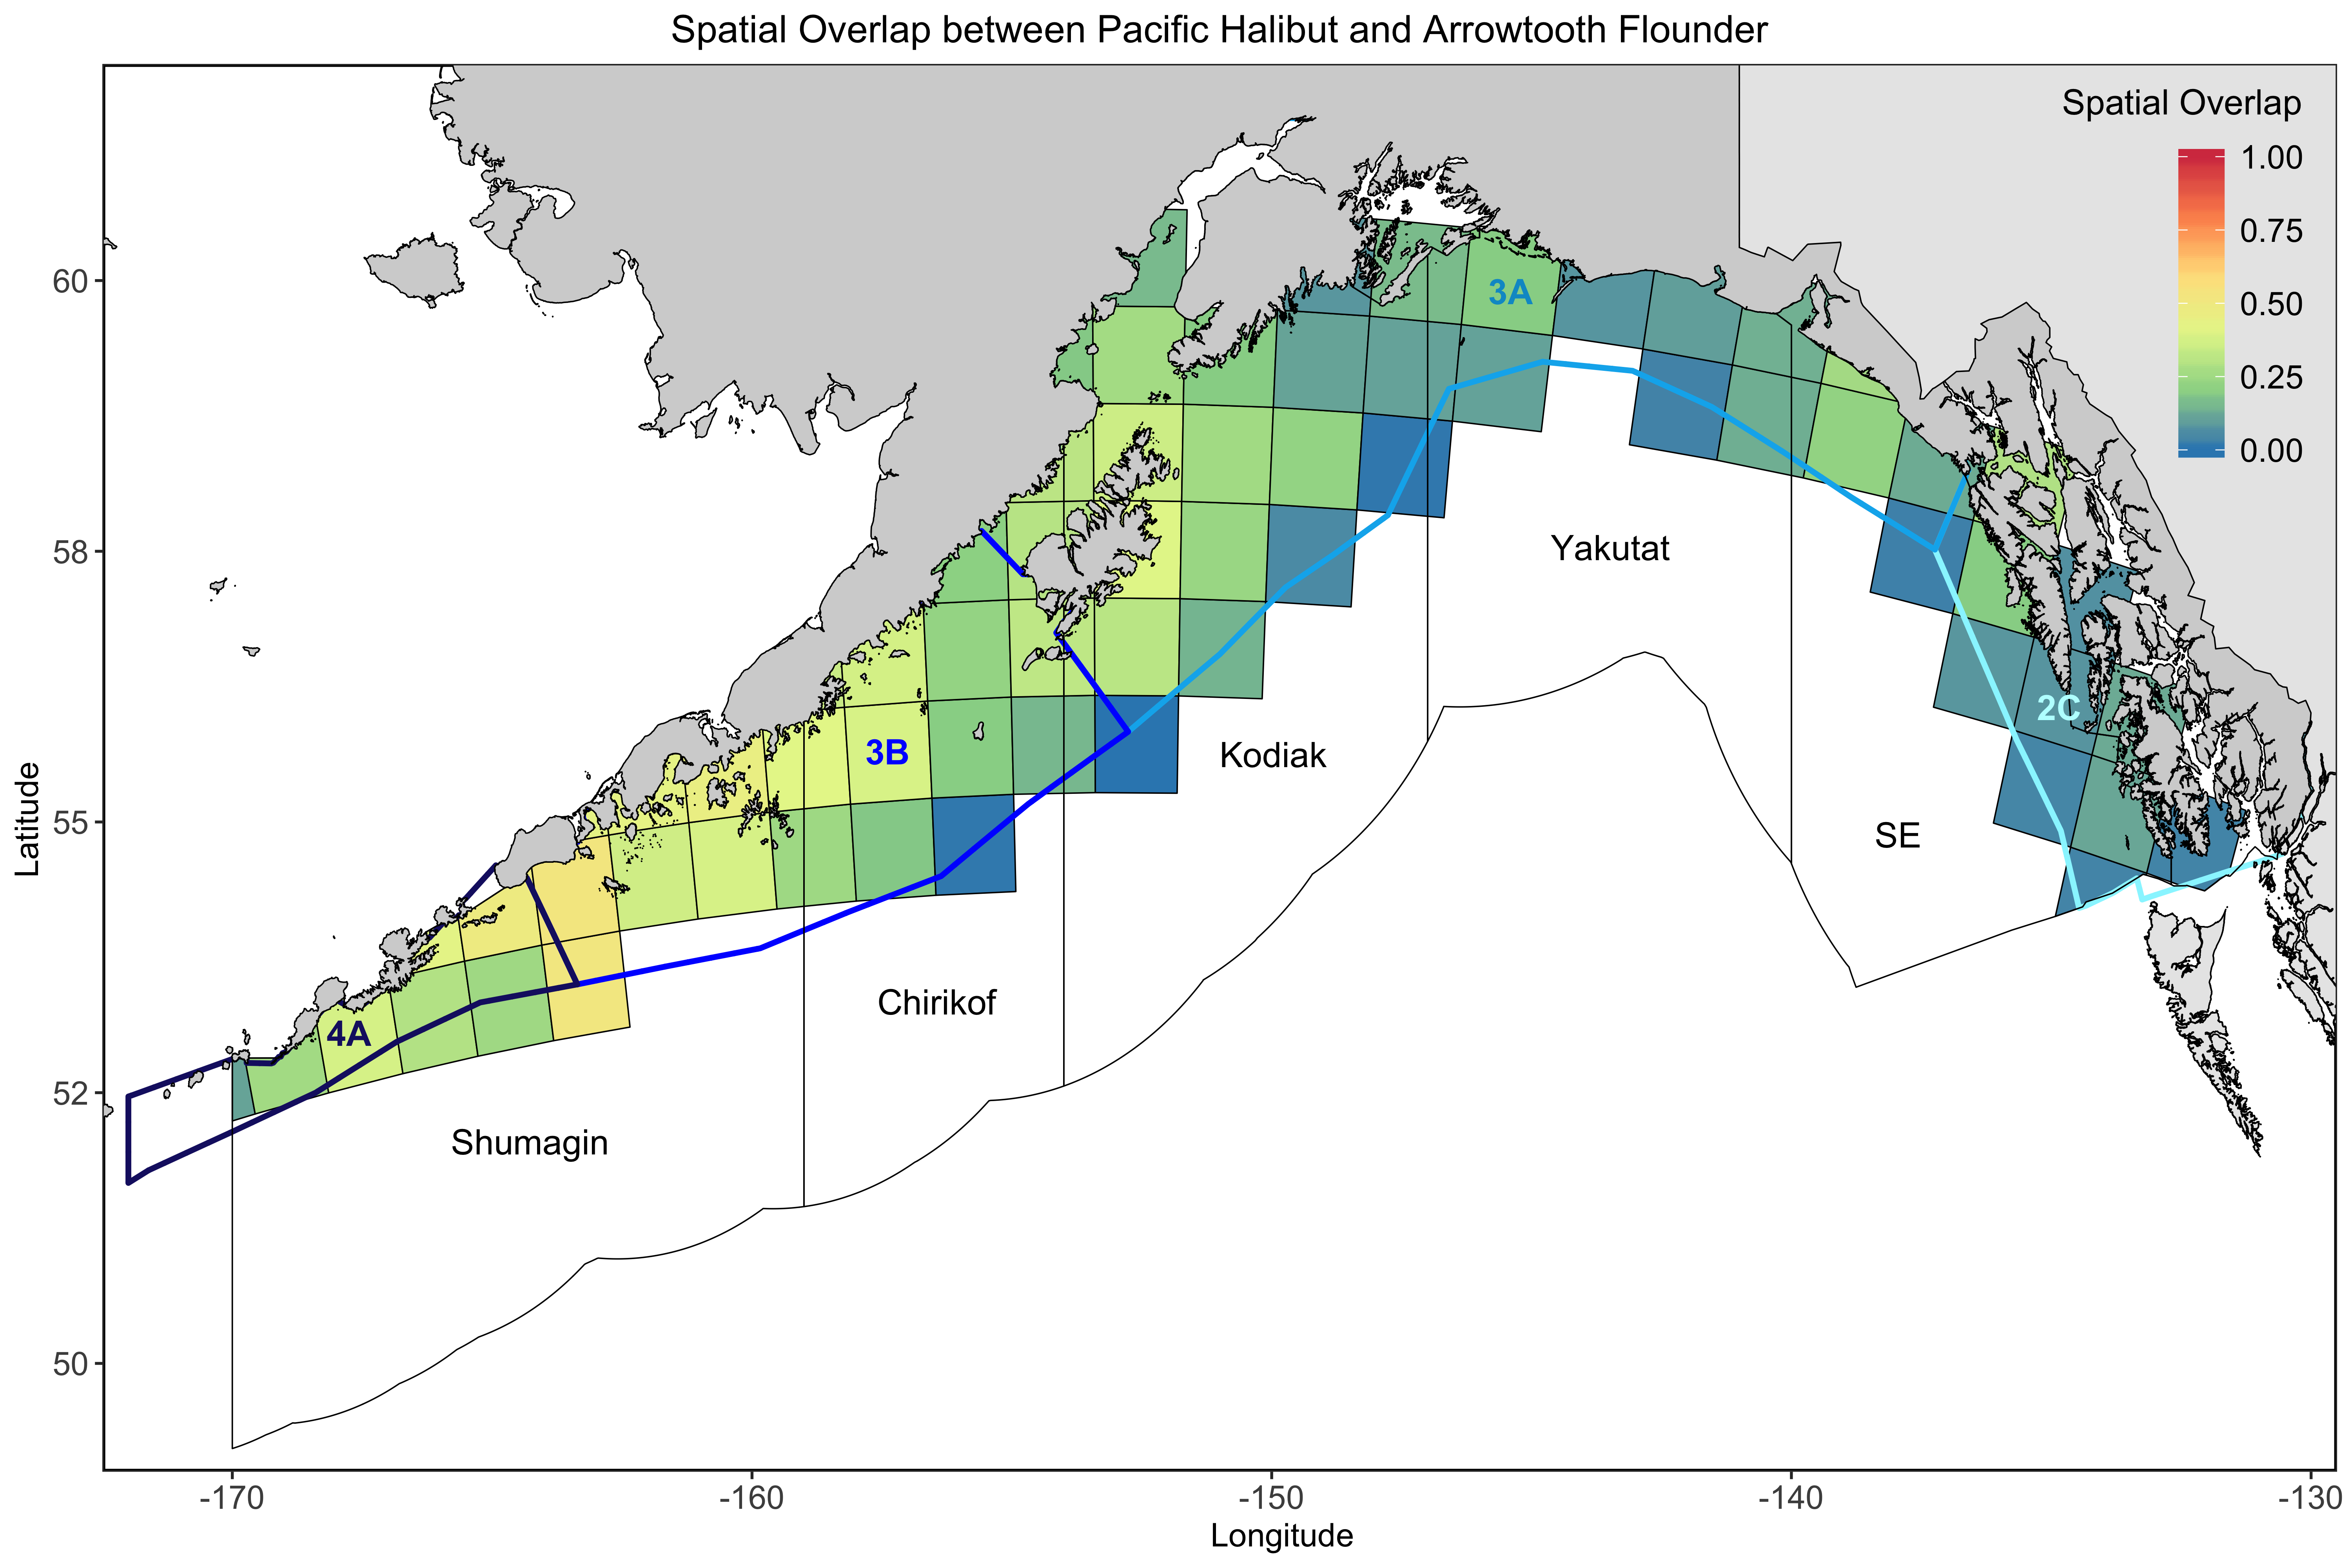 Spatial Overlap between Pacific Halibut and Arrowtooth Flounder
Spatial Overlap
1.00
0.75
0.50
0.25
0.00
60
58
55
52
50
Latitude
3A
Yakutat
2C
3B
Kodiak
SE
Chirikof
4A
Shumagin
-170
-160
-150
-140
-130
Longitude